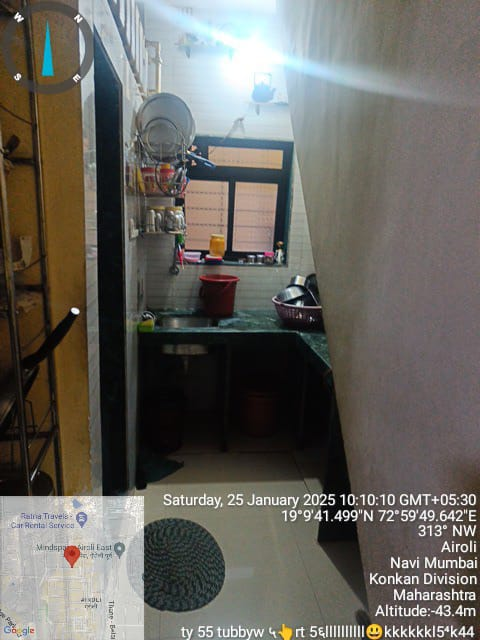 N
W
E
S
Saturday, 25 January 2025 10:10:10 GMT+05:30
19°9'41.499"N 72°59'49.642"E
313° NW
Airoli
Navi Mumbai
Konkan Division
Maharashtra
Altitude:-43.4m
Ratna Travels -
Car Rental Service
Mindspace Airoli East
AIROLI
Google